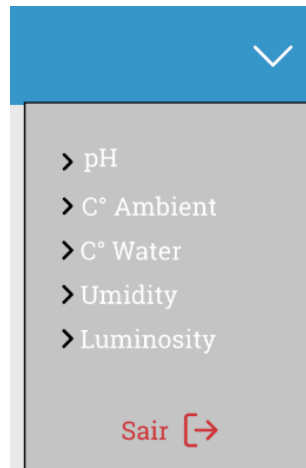 pH
C° Ambient
C° Water
Umidity
Luminosity
Sair